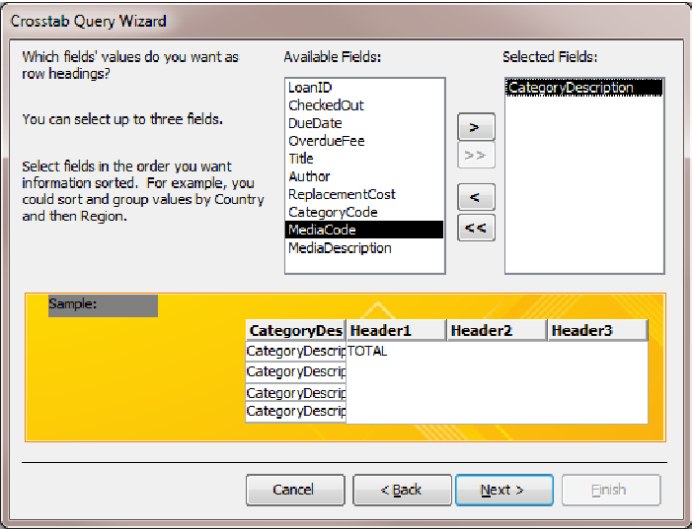 Crosstab Query Wizard
Which fields' values do you want as
row headings?
You can select up to three fields.
Select fields in the order you want
information sorted. For example, you
could sort and group values by Country
and then Region.
Available Fields:
LoanID
CheckedOut
DueDate
OverdueFee
Title
Author
ReplacementCost
CategoryCode
MediaCode
MediaDescription
>
>>
<
<<
Selected Fields:
CategoryDescription
Sample:
CategoryDes Header1 Header2 Header3
CategoryDescrip TOTAL
CategoryDescrip
CategoryDescrip
CategoryDescrip
Cancel < Back Next > Finish